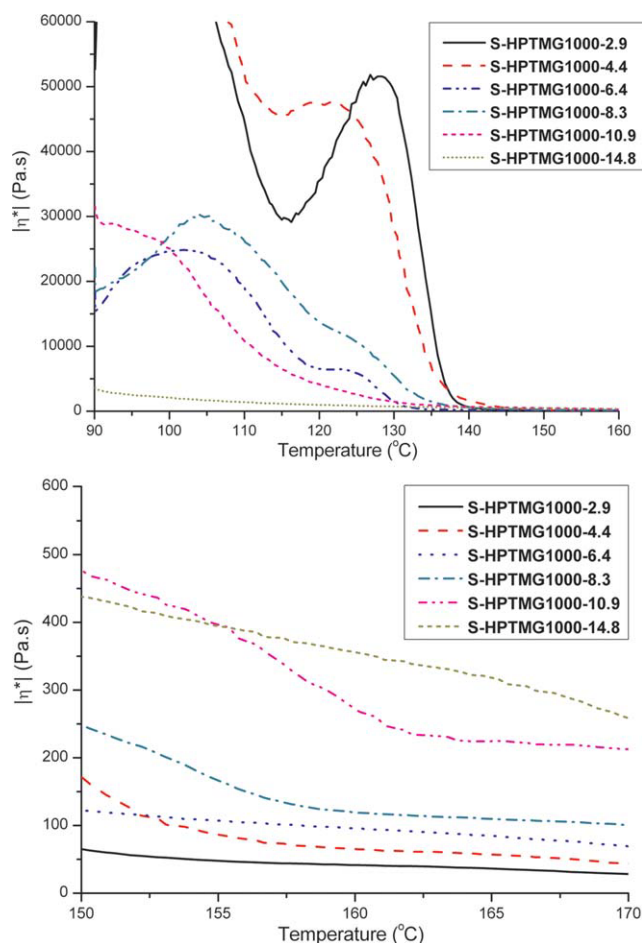 60000
50000
40000
30000
20000
10000
0
|η*| (Pa.s)
S-HPTMG1000-2.9
S-HPTMG1000-4.4
S-HPTMG1000-6.4
S-HPTMG1000-8.3
S-HPTMG1000-10.9
S-HPTMG1000-14.8
90 100 110 120 130 140 150 160
Temperature (°C)
600
500
400
300
200
100
0
|η*| (Pa.s)
S-HPTMG1000-2.9
S-HPTMG1000-4.4
S-HPTMG1000-6.4
S-HPTMG1000-8.3
S-HPTMG1000-10.9
S-HPTMG1000-14.8
150 155 160 165 170
Temperature (°C)